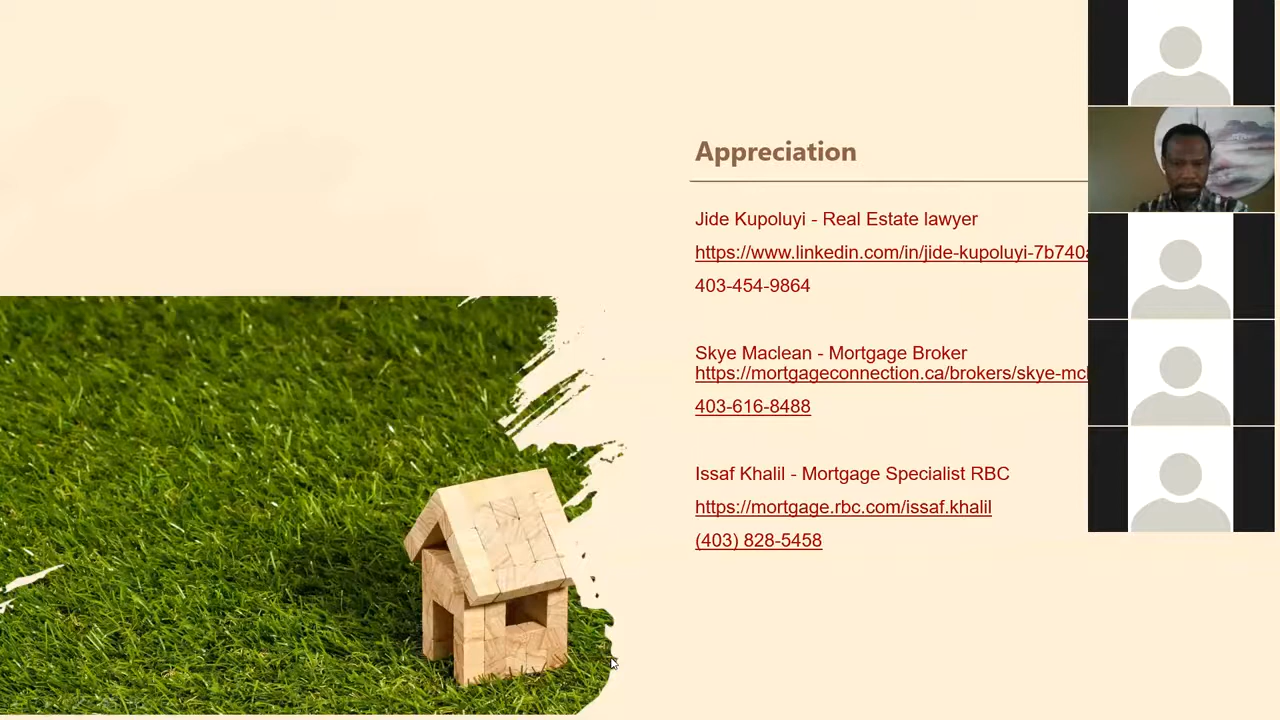 Appreciation
Jide Kupoluyi - Real Estate lawyer
https://www.linkedin.com/in/jide-kupoluyi-7b740
403-454-9864
Skye Maclean - Mortgage Broker
https://mortgageconnection.ca/brokers/skye-mc
403-616-8488
Issaf Khalil - Mortgage Specialist RBC
https://mortgage.rbc.com/issaf.khalil
(403) 828-5458